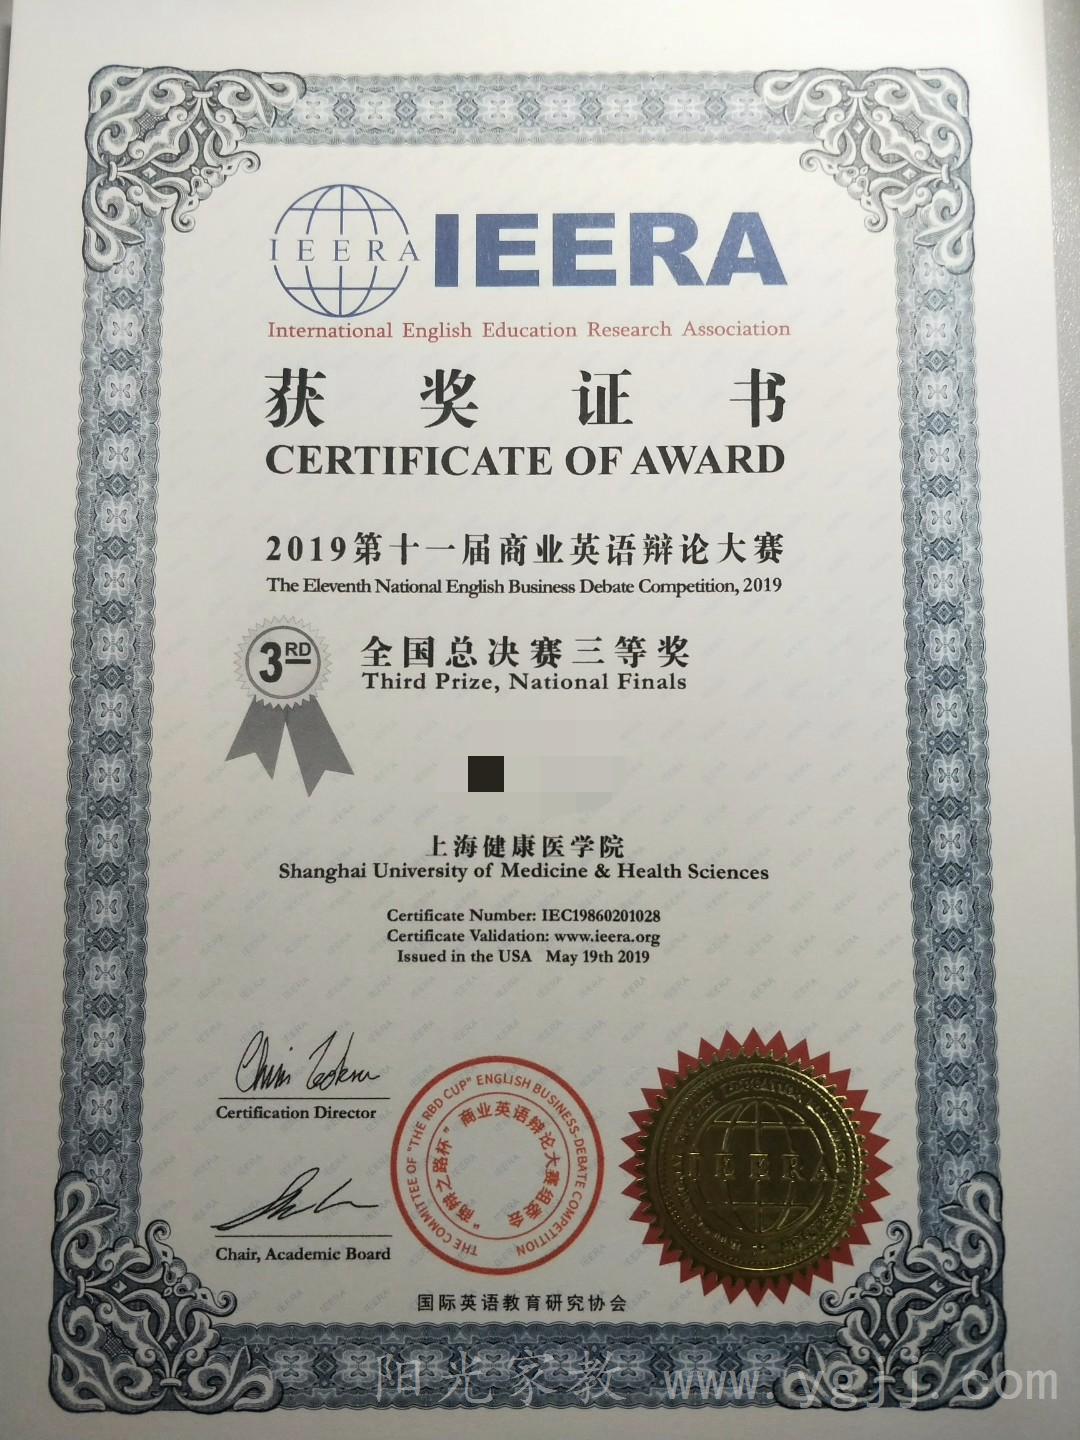 IEERA
IEERA
International English Education Research Association
获奖证书
CERTIFICATE OF AWARD
2019第十一届商业英语辩论大赛
The Eleventh National English Business Debate Competition, 2019
3RD
全国总决赛三等奖
Third Prize, National Finals
上海健康医学院
Shanghai University of Medicine & Health Sciences
Certificate Number: IEC19860201028
Certificate Validation: www.ieera.org
Issued in the USA May 19th 2019
Certification Director
Chair, Academic Board
THE COMMITTEE OF "THE RBD CUP" ENGLISH BUSINESS-DEBATE COMPETITION
"商辩之路杯"商业英语辩论大赛组委会
IEERA
国际英语教育研究协会
阳光家教 www.ygjj.com